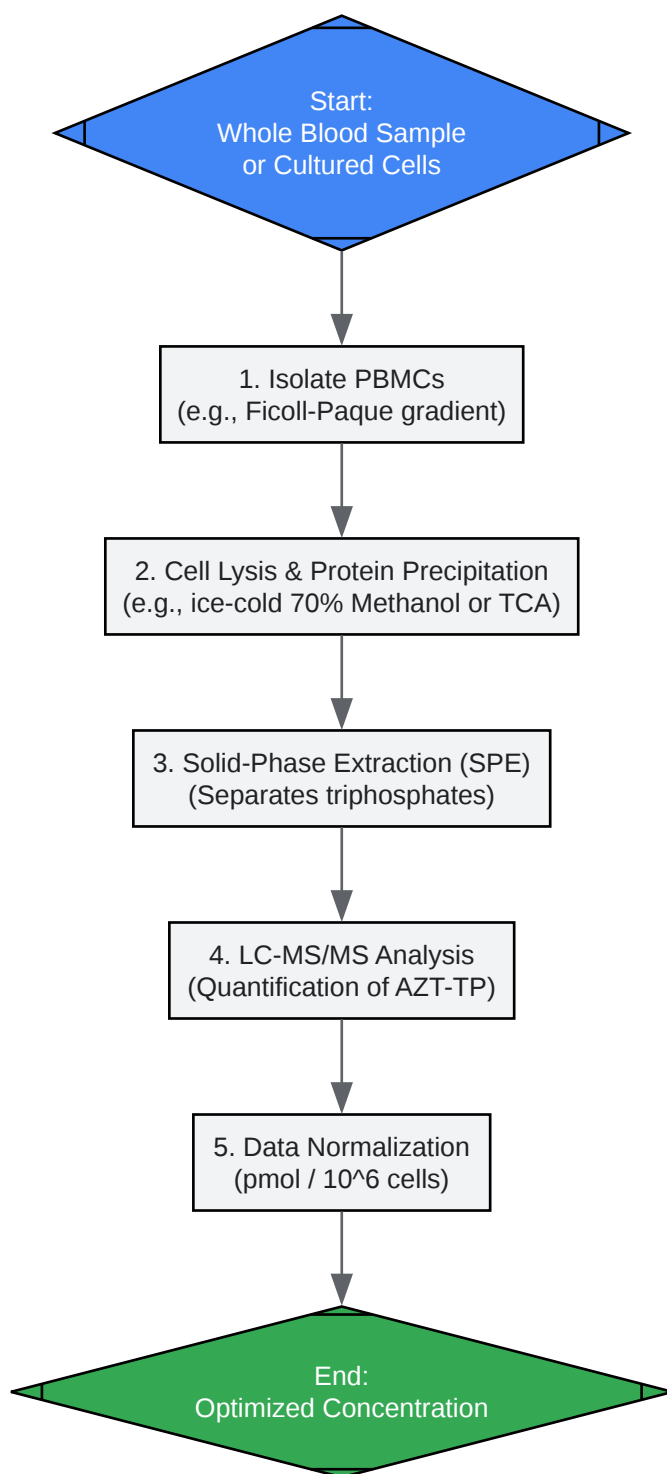 Start:
Whole Blood Sample
or Cultured Cells
1. Isolate PBMCs
(e.g., Ficoll-Paque gradient)
2. Cell Lysis & Protein Precipitation
(e.g., ice-cold 70% Methanol or TCA)
3. Solid-Phase Extraction (SPE)
(Separates triphosphates)
4. LC-MS/MS Analysis
(Quantification of AZT-TP)
5. Data Normalization
(pmol / 10^6 cells)
End:
Optimized Concentration